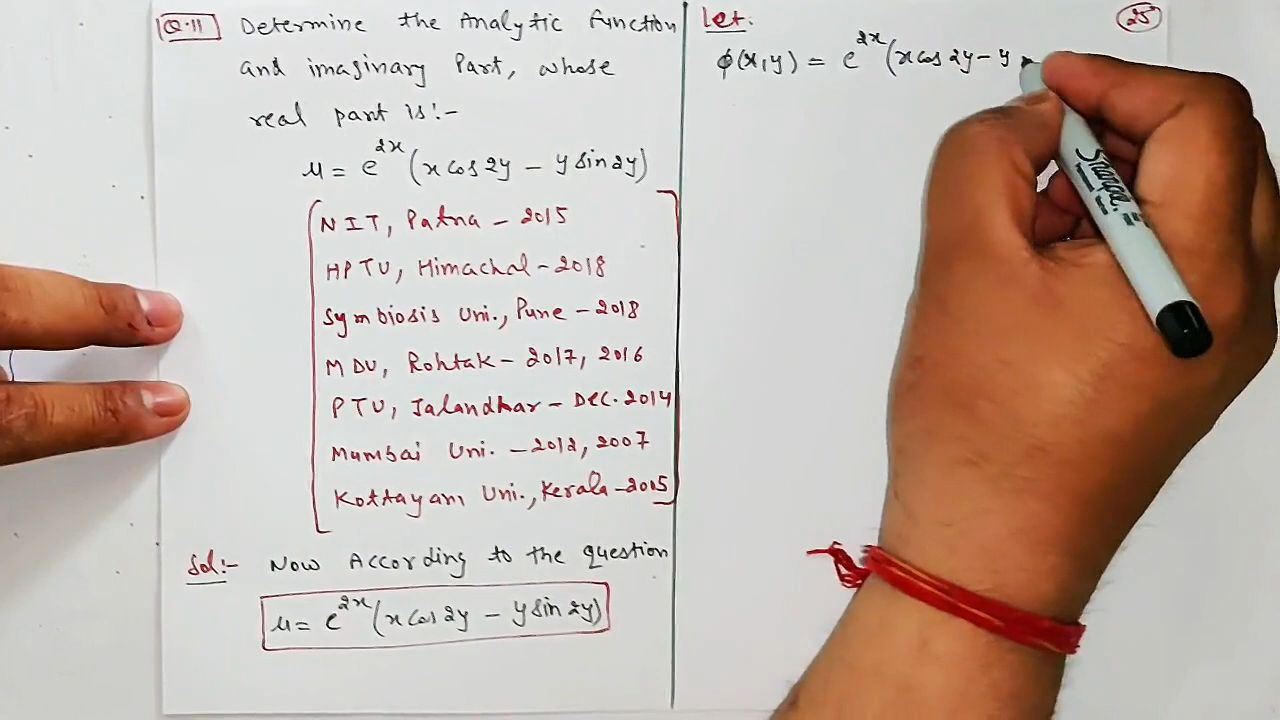 Q.11 Determine the Analytic function
and imaginary Part, whose
real part is:-
u = e^2x (x cos 2y - y sin 2y)
NIT, Patna - 2015
HPTU, Himachal - 2018
Symbiosis Uni., Pune - 2018
MDU, Rohtak - 2017, 2016
PTU, Jalandhar - Dec. 2014
Mumbai Uni. - 2012, 2007
Kottayam Uni., Kerala - 2015
Sol:- Now According to the question
u = e^2x (x cos 2y - y sin 2y)
Let.
25
ϕ(x,y) = e^2x (x cos 2y - y
Sharpie